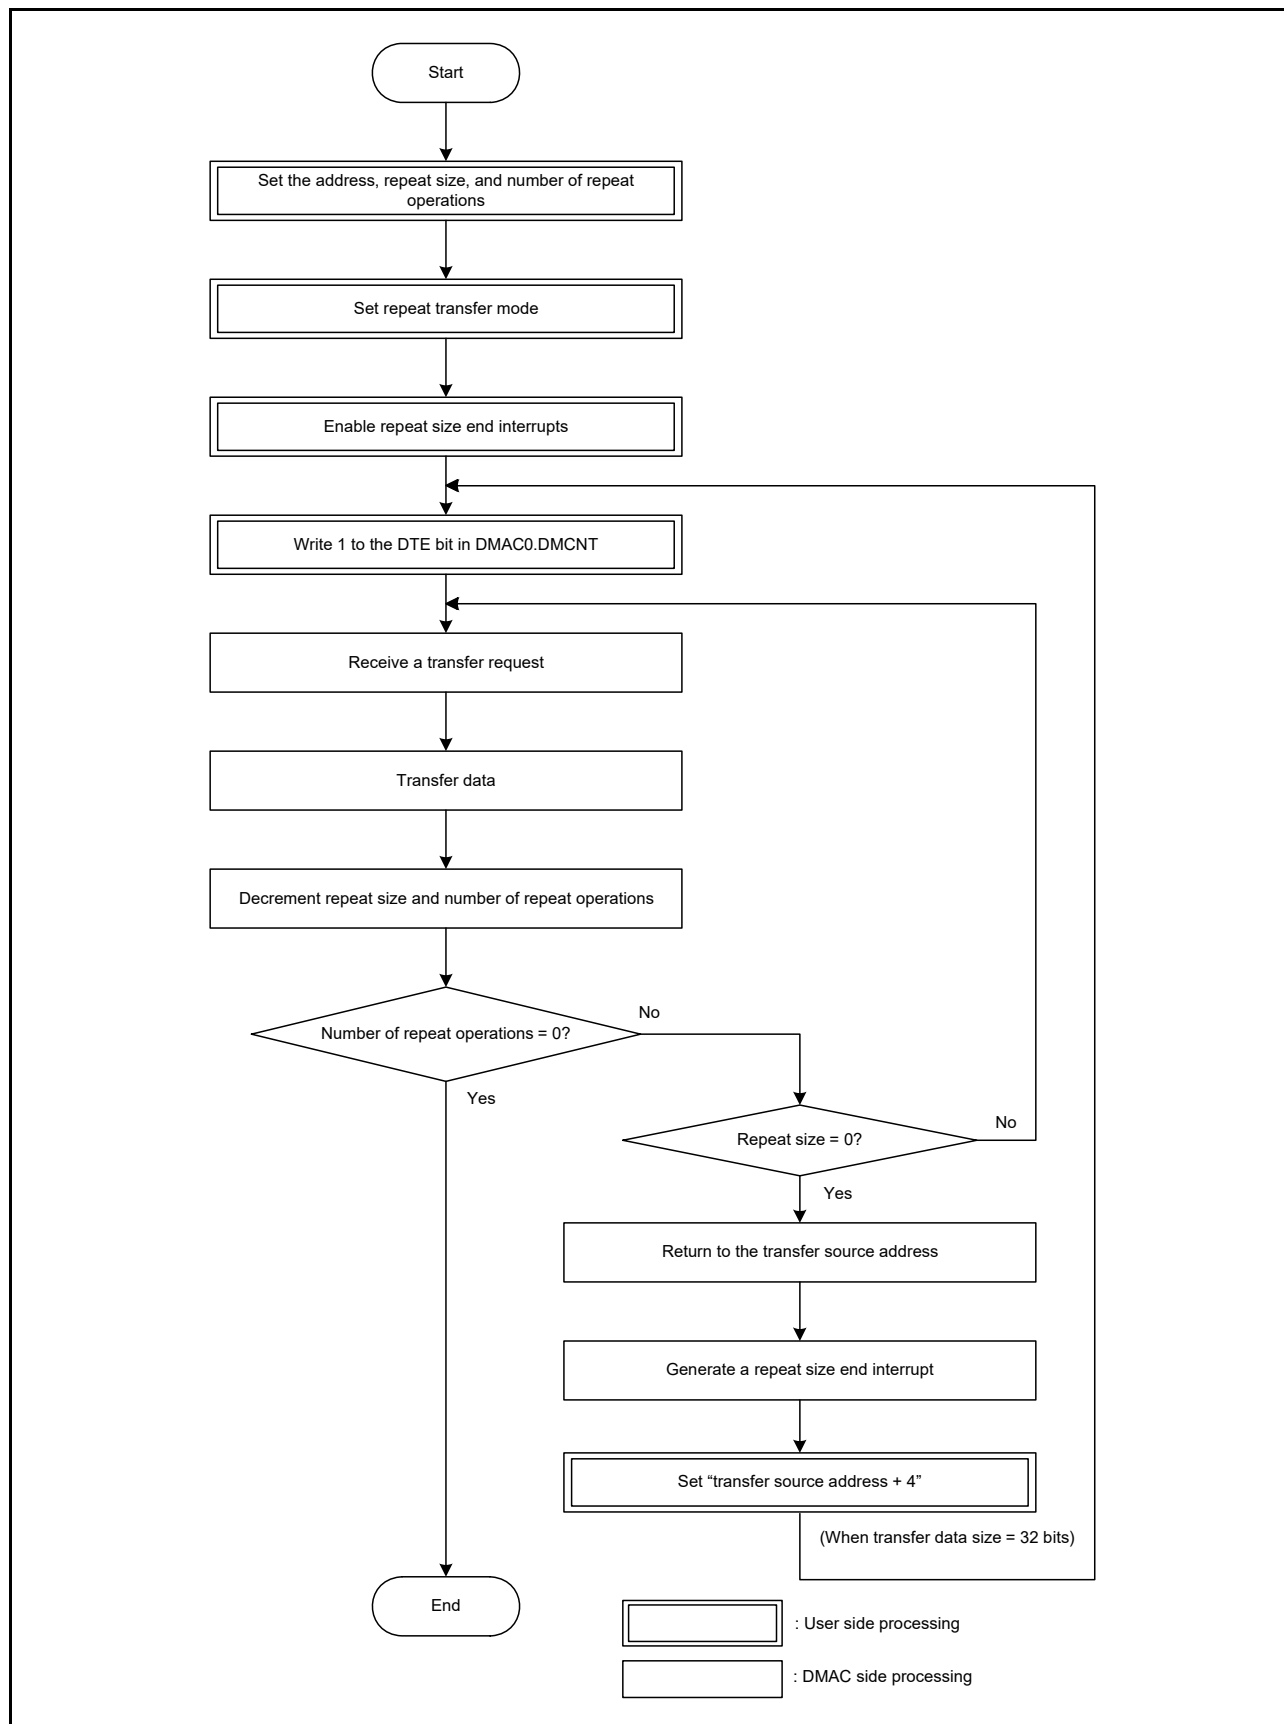 Start
Set the address, repeat size, and number of repeat
operations
Set repeat transfer mode
Enable repeat size end interrupts
Write 1 to the DTE bit in DMAC0.DMCNT
Receive a transfer request
Transfer data
Decrement repeat size and number of repeat operations
Number of repeat operations = 0?
No
Yes
Repeat size = 0?
No
Yes
Return to the transfer source address
Generate a repeat size end interrupt
Set “transfer source address + 4”
(When transfer data size = 32 bits)
End
: User side processing
: DMAC side processing